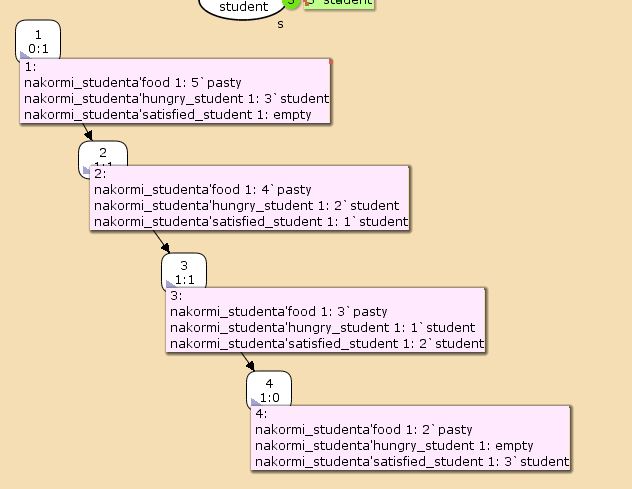 student
student
s
1
0:1
1:
nakormi_studenta'food 1: 5`pasty
nakormi_studenta'hungry_student 1: 3`student
nakormi_studenta'satisfied_student 1: empty
2
1:1
2:
nakormi_studenta'food 1: 4`pasty
nakormi_studenta'hungry_student 1: 2`student
nakormi_studenta'satisfied_student 1: 1`student
3
1:1
3:
nakormi_studenta'food 1: 3`pasty
nakormi_studenta'hungry_student 1: 1`student
nakormi_studenta'satisfied_student 1: 2`student
4
1:0
4:
nakormi_studenta'food 1: 2`pasty
nakormi_studenta'hungry_student 1: empty
nakormi_studenta'satisfied_student 1: 3`student